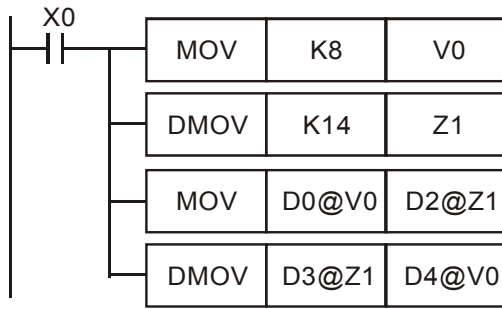 X0
MOV K8 V0
DMOV K14 Z1
MOV D0@V0 D2@Z1
DMOV D3@Z1 D4@V0